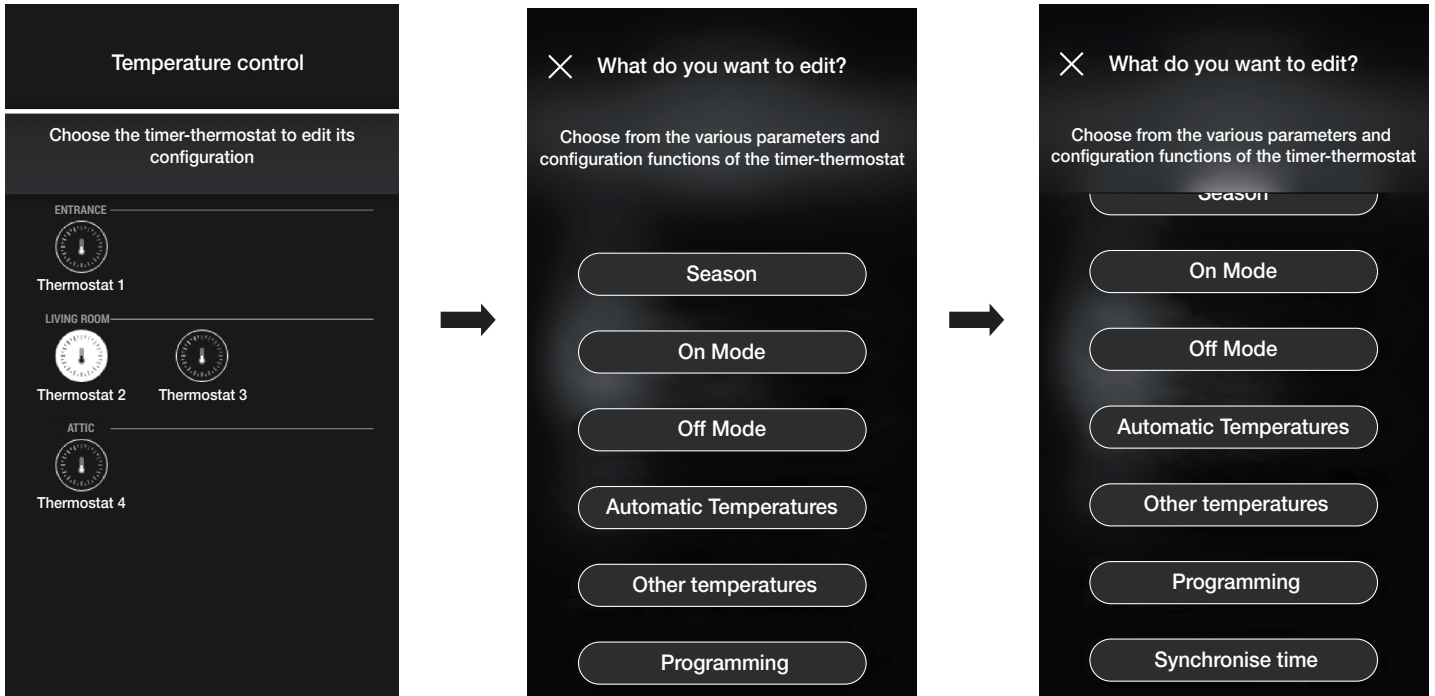 Temperature control
Choose the timer-thermostat to edit its
configuration
ENTRANCE
Thermostat 1
LIVING ROOM
Thermostat 2
Thermostat 3
ATTIC
Thermostat 4
What do you want to edit?
Choose from the various parameters and
configuration functions of the timer-thermostat
Season
On Mode
Off Mode
Automatic Temperatures
Other temperatures
Programming
What do you want to edit?
Choose from the various parameters and
configuration functions of the timer-thermostat
Season
On Mode
Off Mode
Automatic Temperatures
Other temperatures
Programming
Synchronise time